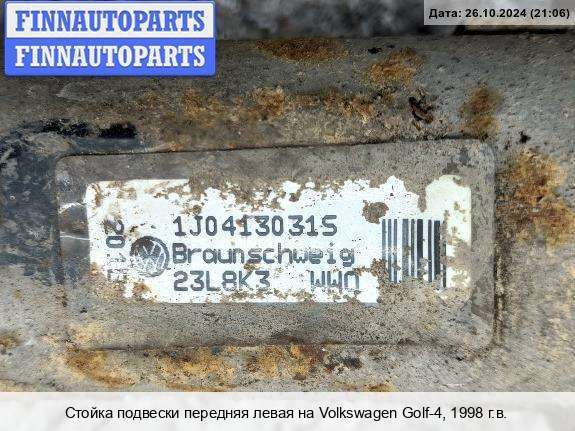 FINNAUTOPARTS
FINNAUTOPARTS
Дата: 26.10.2024 (21:06)
1J0413031S
Braunschweig
23L8K3 WWQ
Стойка подвески передняя левая на Volkswagen Golf-4, 1998 г.в.